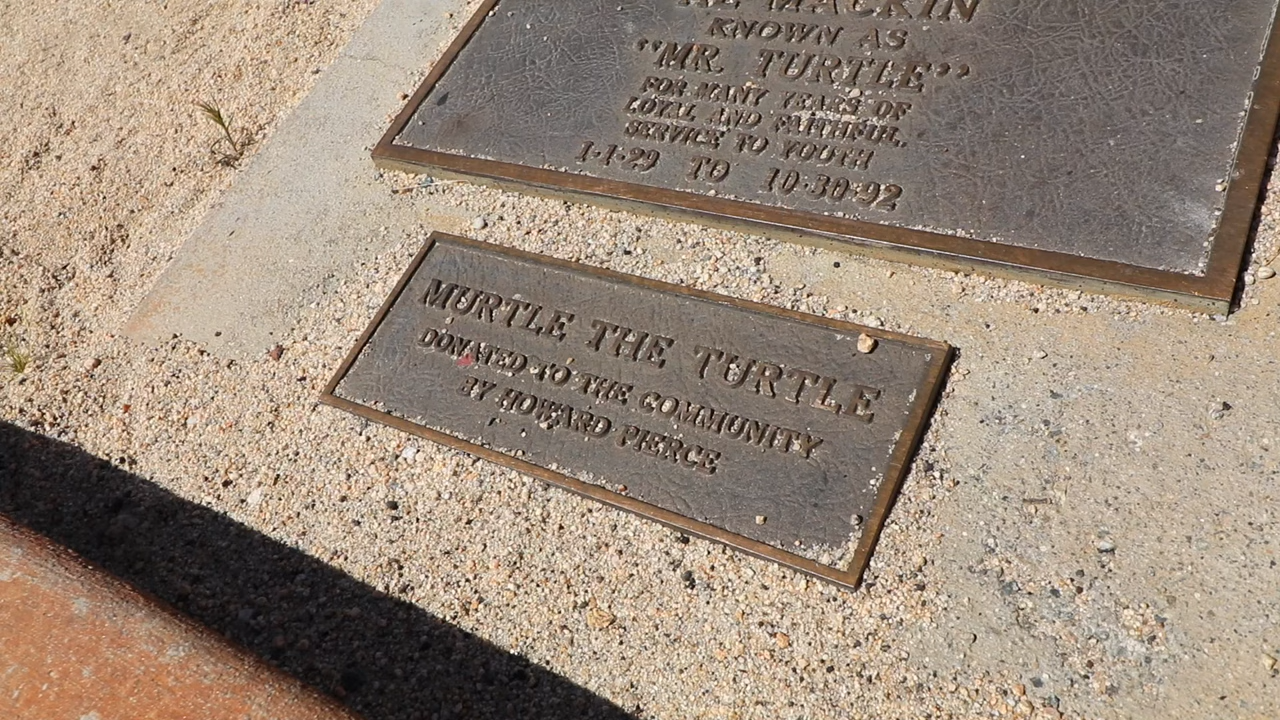 MACKIN
KNOWN AS
"MR. TURTLE"
FOR MANY YEARS OF
LOYAL AND FAITHFUL
SERVICE TO YOUTH
1-1-29 TO 10-30-92
MURTLE THE TURTLE
DONATED TO THE COMMUNITY
BY HOWARD PIERCE